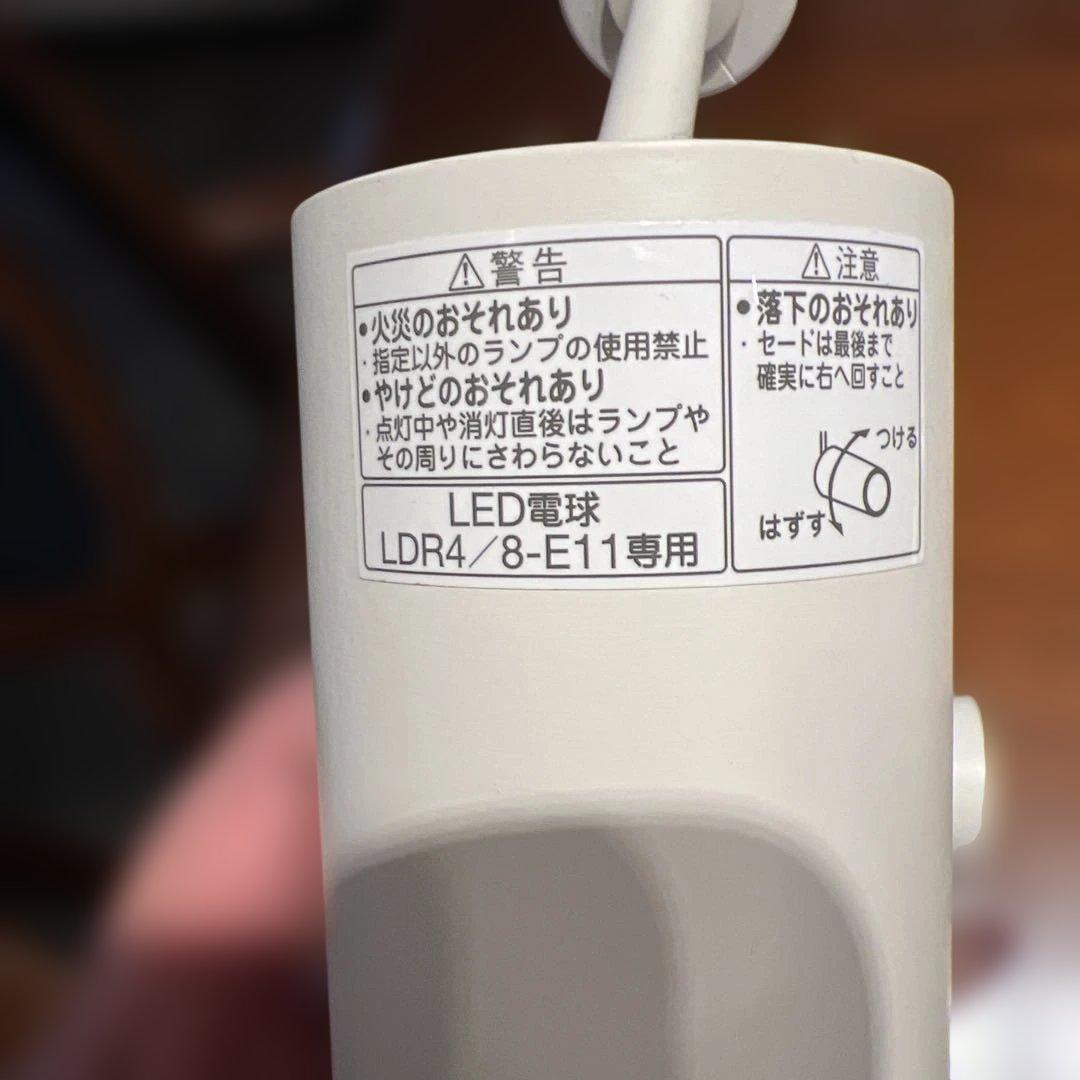 ⚠警告
•火災のおそれあり
・指定以外のランプの使用禁止
•やけどのおそれあり
・点灯中や消灯直後はランプや
その周りにさわらないこと
LED電球
LDR4/8-E11専用
⚠注意
•落下のおそれあり
・セードは最後まで
確実に右へ回すこと
つける
はずす